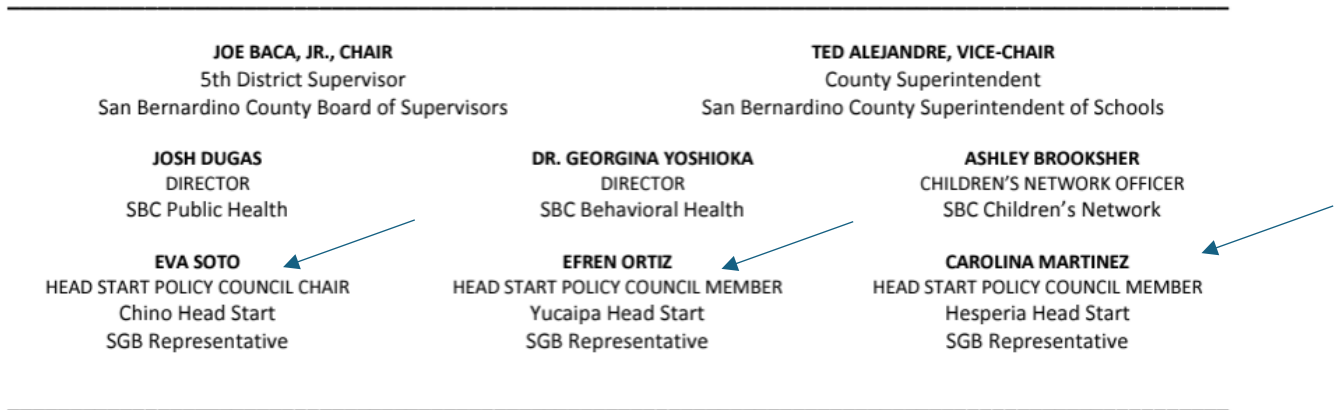 JOE BACA, JR., CHAIR
5th District Supervisor
San Bernardino County Board of Supervisors
TED ALEJANDRE, VICE-CHAIR
County Superintendent
San Bernardino County Superintendent of Schools
JOSH DUGAS
DIRECTOR
SBC Public Health
DR. GEORGINA YOSHIOKA
DIRECTOR
SBC Behavioral Health
ASHLEY BROOKSHER
CHILDREN'S NETWORK OFFICER
SBC Children's Network
EVA SOTO
HEAD START POLICY COUNCIL CHAIR
Chino Head Start
SGB Representative
EFREN ORTIZ
HEAD START POLICY COUNCIL MEMBER
Yucaipa Head Start
SGB Representative
CAROLINA MARTINEZ
HEAD START POLICY COUNCIL MEMBER
Hesperia Head Start
SGB Representative